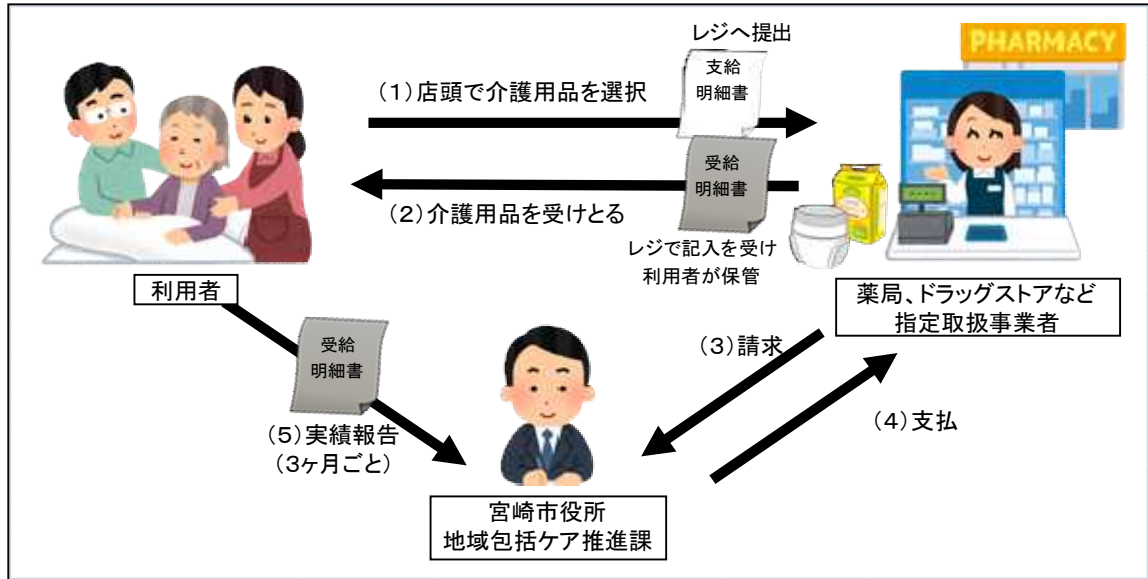 レジへ提出
PHARMACY
支給
明細書
(1)店頭で介護用品を選択
受給
明細書
(2)介護用品を受けとる
レジで記入を受け
利用者が保管
利用者
薬局、ドラッグストアなど
指定取扱事業者
受給
明細書
(3)請求
(4)支払
(5)実績報告
(3ヶ月ごと)
宮崎市役所
地域包括ケア推進課